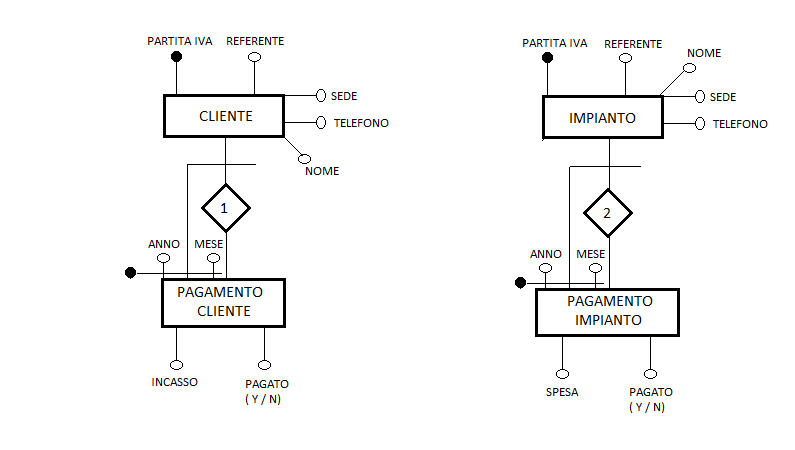 PARTITA IVA
REFERENTE
CLIENTE
SEDE
TELEFONO
NOME
1
ANNO
MESE
PAGAMENTO
CLIENTE
INCASSO
PAGATO
( Y / N)
PARTITA IVA
REFERENTE
NOME
IMPIANTO
SEDE
TELEFONO
2
ANNO
MESE
PAGAMENTO
IMPIANTO
SPESA
PAGATO
( Y / N)